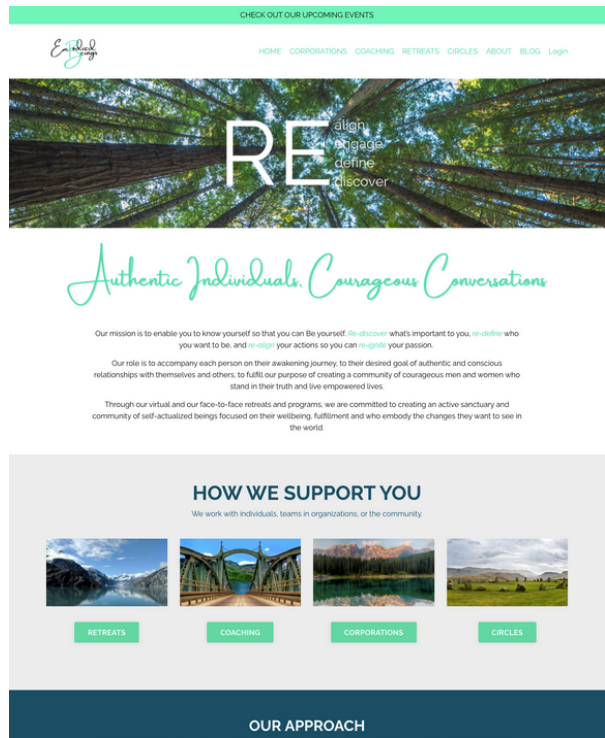 CHECK OUT OUR UPCOMING EVENTS
Embodied
Beings
HOME CORPORATIONS COACHING RETREATS CIRCLES ABOUT BLOG Login
RE
align
engage
define
discover
Authentic Individuals, Courageous Conversations
Our mission is to enable you to know yourself so that you can Be yourself. Re-discover what's important to you, re-define who
you want to be, and re-align your actions so you can re-ignite your passion.
Our role is to accompany each person on their awakening journey, to their desired goal of authentic and conscious
relationships with themselves and others, to fulfill our purpose of creating a community of courageous men and women who
stand in their truth and live empowered lives.
Through our virtual and our face-to-face retreats and programs, we are committed to creating an active sanctuary and
community of self-actualized beings focused on their wellbeing, fulfillment and who embody the changes they want to see in
the world.
HOW WE SUPPORT YOU
We work with individuals, teams in organizations, or the community.
RETREATS COACHING CORPORATIONS CIRCLES
OUR APPROACH